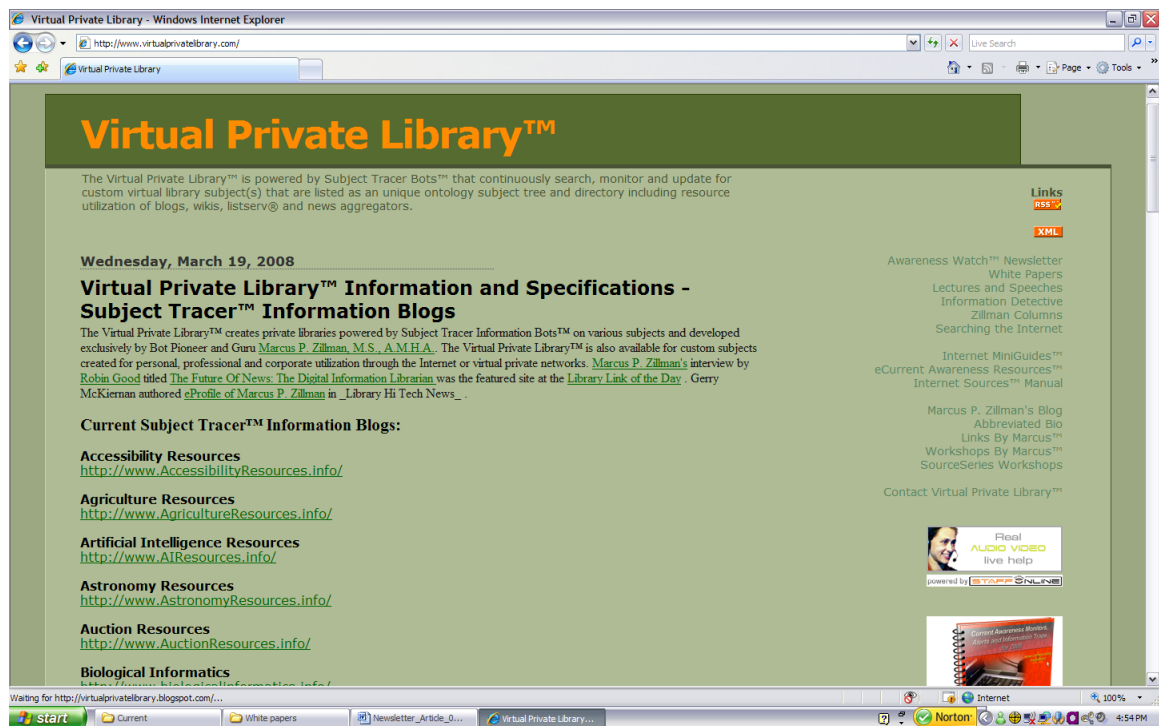 Virtual Private Library - Windows Internet Explorer
http://www.virtualprivatelibrary.com/
Live Search
Virtual Private Library
Page
Tools
Virtual Private Library™
The Virtual Private Library™ is powered by Subject Tracer Bots™ that continuously search, monitor and update for
custom virtual library subject(s) that are listed as an unique ontology subject tree and directory including resource
utilization of blogs, wikis, listserv® and news aggregators.
Links
RSS
XML
Wednesday, March 19, 2008
Virtual Private Library™ Information and Specifications -
Subject Tracer™ Information Blogs
The Virtual Private Library™ creates private libraries powered by Subject Tracer Information Bots™ on various subjects and developed
exclusively by Bot Pioneer and Guru Marcus P. Zillman, M.S., A.M.H.A.. The Virtual Private Library™ is also available for custom subjects
created for personal, professional and corporate utilization through the Internet or virtual private networks. Marcus P. Zillman's interview by
Robin Good titled The Future Of News: The Digital Information Librarian was the featured site at the Library Link of the Day . Gerry
McKiernan authored eProfile of Marcus P. Zillman in _Library Hi Tech News_ .
Current Subject Tracer™ Information Blogs:
Accessibility Resources
http://www.AccessibilityResources.info/
Agriculture Resources
http://www.AgricultureResources.info/
Artificial Intelligence Resources
http://www.AIResources.info/
Astronomy Resources
http://www.AstronomyResources.info/
Auction Resources
http://www.AuctionResources.info/
Biological Informatics
http://www.biologicalinformatics.info/
Awareness Watch™ Newsletter
White Papers
Lectures and Speeches
Information Detective
Zillman Columns
Searching the Internet
Internet MiniGuides™
eCurrent Awareness Resources™
Internet Sources™ Manual
Marcus P. Zillman's Blog
Abbreviated Bio
Links By Marcus™
Workshops By Marcus™
SourceSeries Workshops
Contact Virtual Private Library™
Real
AUDIO VIDEO
live help
powered by STAFF ONLINE
Current Awareness Monitors,
Alerts and Information Traps
Waiting for http://virtualprivatelibrary.blogspot.com/...
Internet
100%
start
Current
White papers
Newsletter_Article_0...
Virtual Private Library...
Norton
4:54 PM